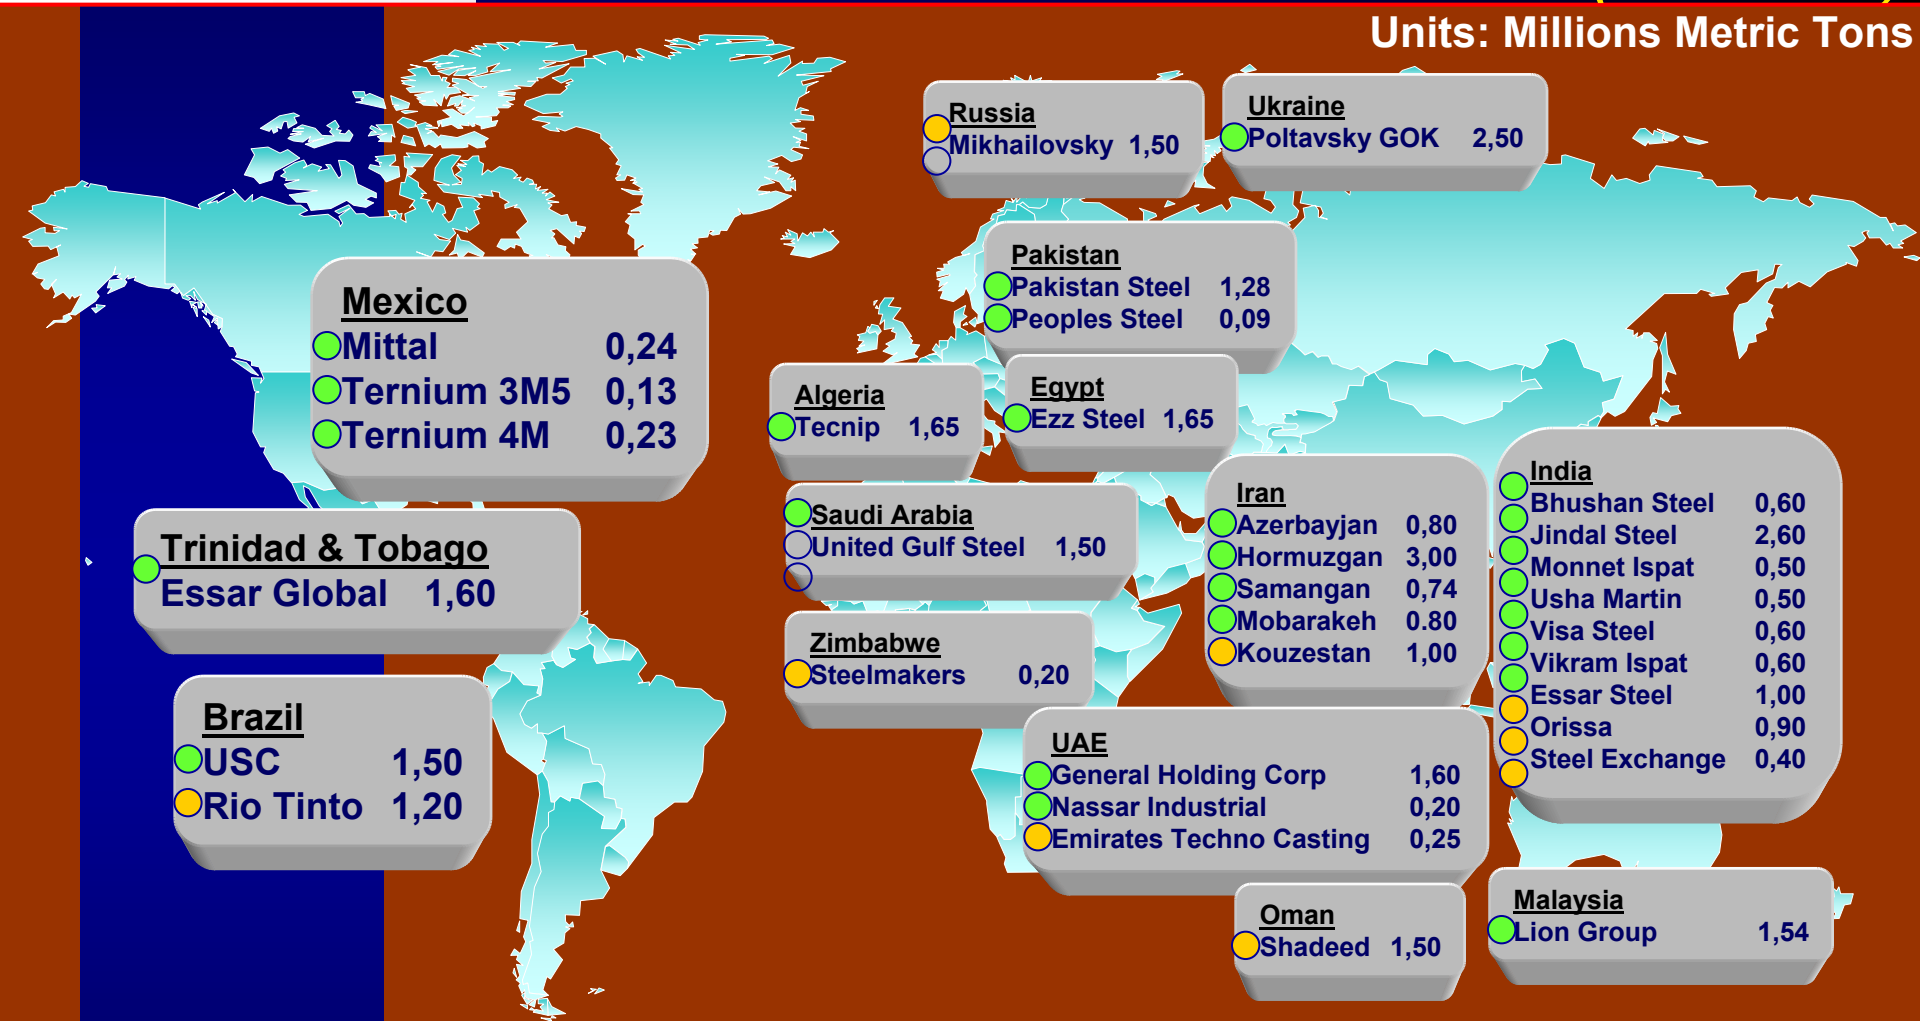 Units: Millions Metric Tons
Russia
Mikhailovsky 1,50
Ukraine
Poltavsky GOK 2,50
Pakistan
Pakistan Steel 1,28
Peoples Steel 0,09
Mexico
Mittal 0,24
Ternium 3M5 0,13
Ternium 4M 0,23
Algeria
Tecnip 1,65
Egypt
Ezz Steel 1,65
Saudi Arabia
United Gulf Steel 1,50
Iran
Azerbayjan 0,80
Hormuzgan 3,00
Samangan 0,74
Mobarakeh 0.80
Kouzestan 1,00
India
Bhushan Steel 0,60
Jindal Steel 2,60
Monnet Ispat 0,50
Usha Martin 0,50
Visa Steel 0,60
Vikram Ispat 0,60
Essar Steel 1,00
Orissa 0,90
Steel Exchange 0,40
Trinidad & Tobago
Essar Global 1,60
Zimbabwe
Steelmakers 0,20
Brazil
USC 1,50
Rio Tinto 1,20
UAE
General Holding Corp 1,60
Nassar Industrial 0,20
Emirates Techno Casting 0,25
Oman
Shadeed 1,50
Malaysia
Lion Group 1,54